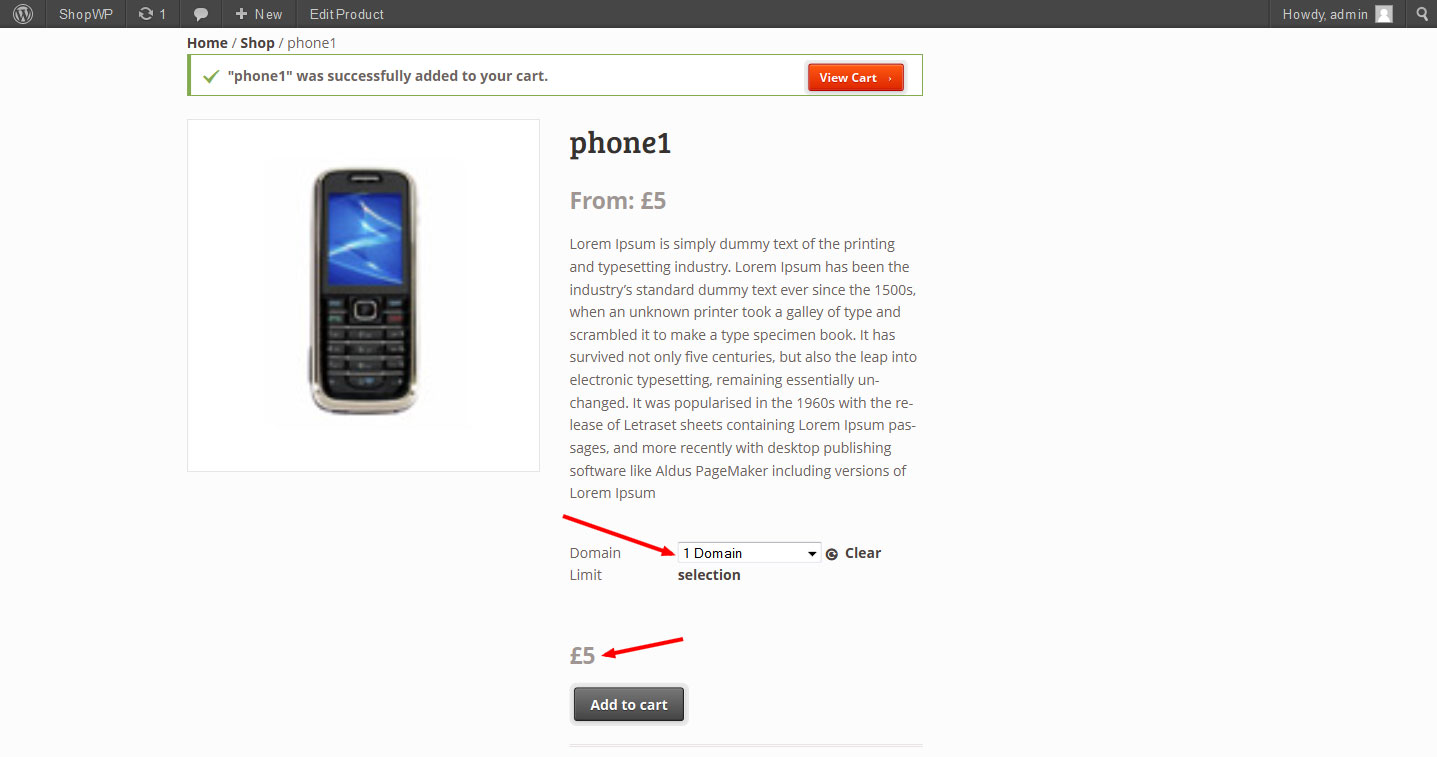 ShopWP 1 New Edit Product Howdy, admin
Home / Shop / phone1
"phone1" was successfully added to your cart. View Cart ›
phone1
From: £5
Lorem Ipsum is simply dummy text of the printing
and typesetting industry. Lorem Ipsum has been the
industry’s standard dummy text ever since the 1500s,
when an unknown printer took a galley of type and
scrambled it to make a type specimen book. It has
survived not only five centuries, but also the leap into
electronic typesetting, remaining essentially un-
changed. It was popularised in the 1960s with the re-
lease of Letraset sheets containing Lorem Ipsum pas-
sages, and more recently with desktop publishing
software like Aldus PageMaker including versions of
Lorem Ipsum
Domain 1 Domain Clear
Limit selection
£5
Add to cart